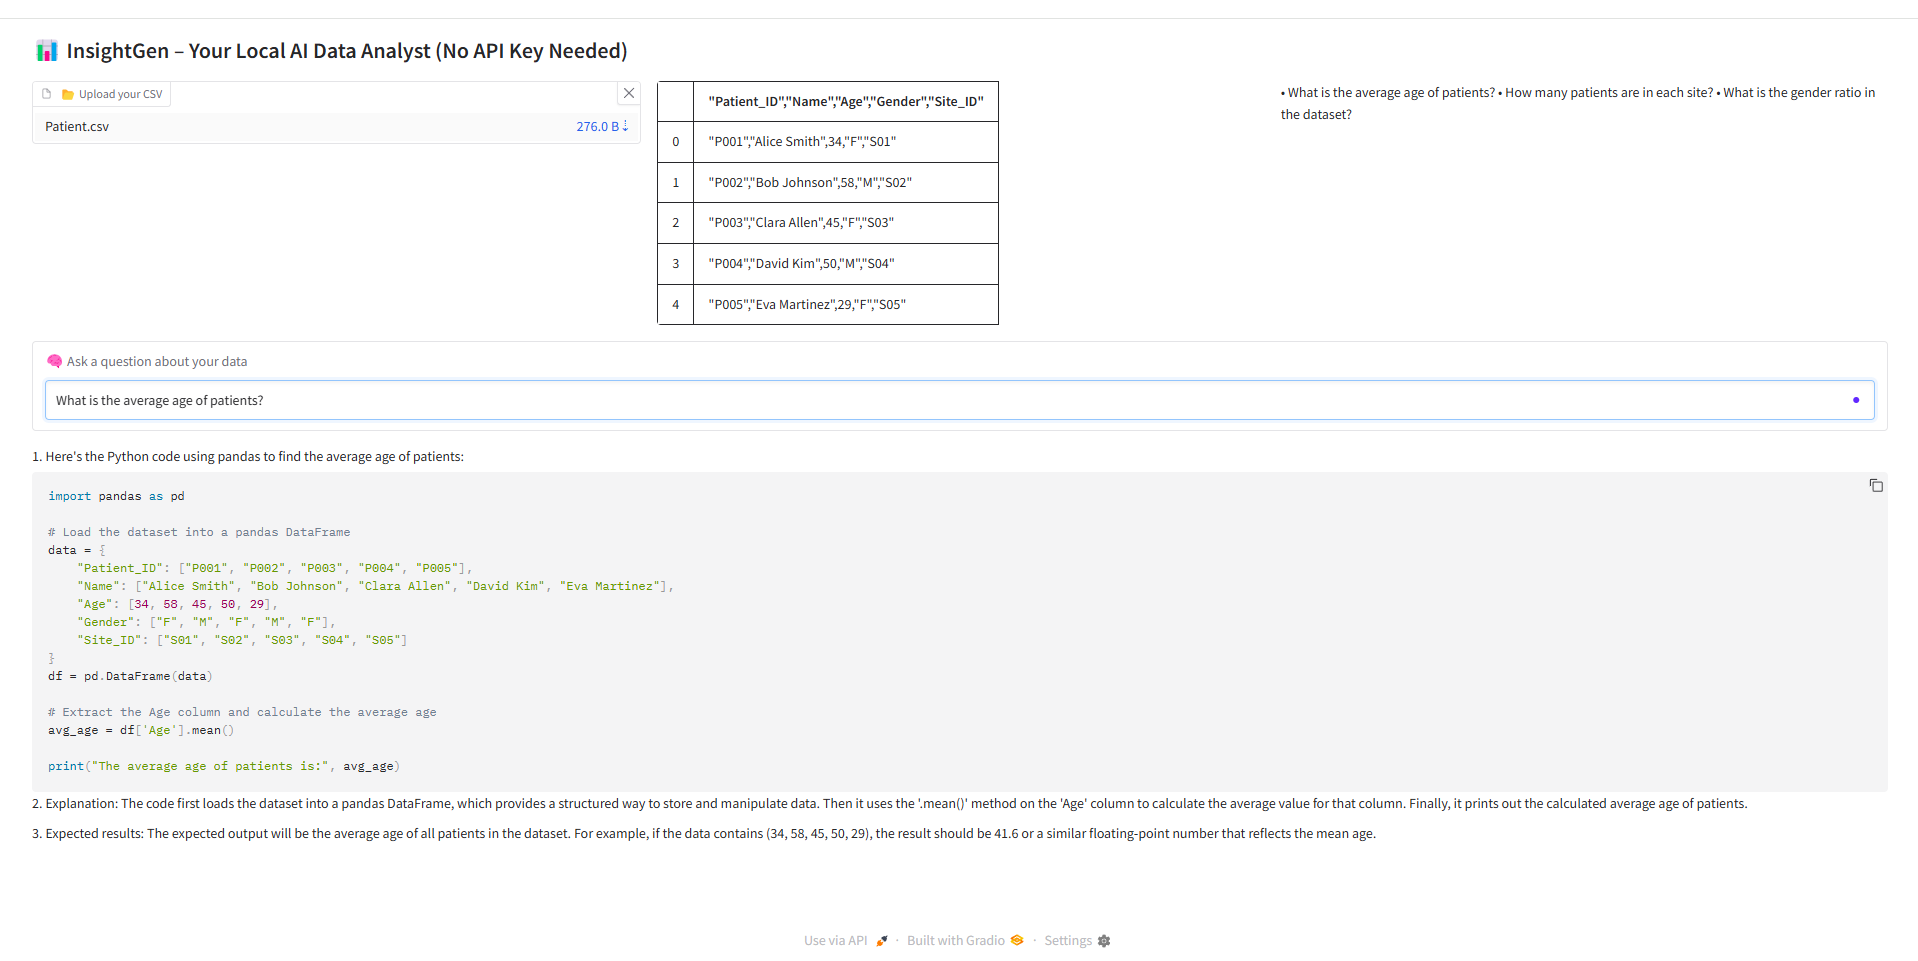 📊 InsightGen – Your Local AI Data Analyst (No API Key Needed)
📂 Upload your CSV
Patient.csv 276.0 B ⇣
"Patient_ID","Name","Age","Gender","Site_ID"
0 "P001","Alice Smith",34,"F","S01"
1 "P002","Bob Johnson",58,"M","S02"
2 "P003","Clara Allen",45,"F","S03"
3 "P004","David Kim",50,"M","S04"
4 "P005","Eva Martinez",29,"F","S05"
• What is the average age of patients? • How many patients are in each site? • What is the gender ratio in
the dataset?
🧠 Ask a question about your data
What is the average age of patients?
1. Here's the Python code using pandas to find the average age of patients:
import pandas as pd
# Load the dataset into a pandas DataFrame
data = {
    "Patient_ID": ["P001", "P002", "P003", "P004", "P005"],
    "Name": ["Alice Smith", "Bob Johnson", "Clara Allen", "David Kim", "Eva Martinez"],
    "Age": [34, 58, 45, 50, 29],
    "Gender": ["F", "M", "F", "M", "F"],
    "Site_ID": ["S01", "S02", "S03", "S04", "S05"]
}
df = pd.DataFrame(data)
# Extract the Age column and calculate the average age
avg_age = df['Age'].mean()
print("The average age of patients is:", avg_age)
2. Explanation: The code first loads the dataset into a pandas DataFrame, which provides a structured way to store and manipulate data. Then it uses the '.mean()' method on the 'Age' column to calculate the average value for that column. Finally, it prints out the calculated average age of patients.
3. Expected results: The expected output will be the average age of all patients in the dataset. For example, if the data contains (34, 58, 45, 50, 29), the result should be 41.6 or a similar floating-point number that reflects the mean age.
Use via API 🚀 · Built with Gradio · Settings ⚙